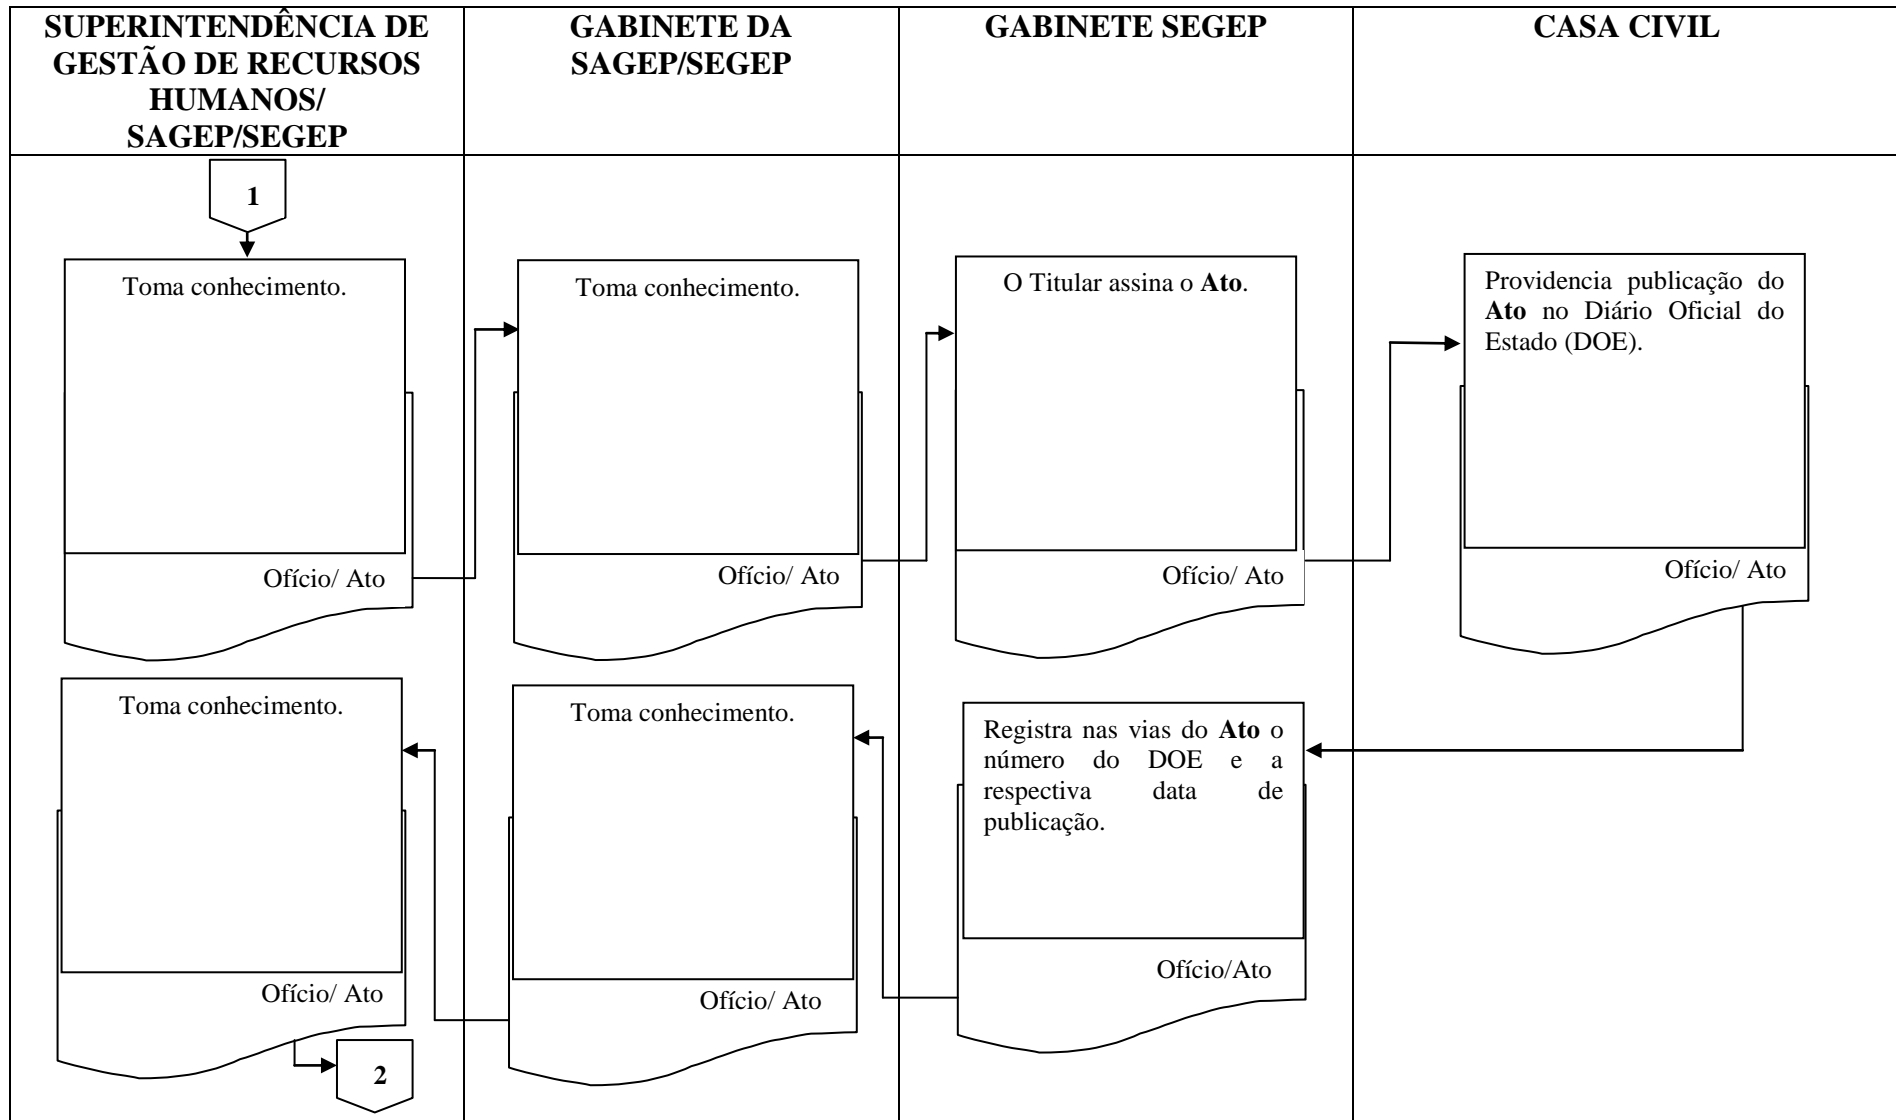 SUPERINTENDÊNCIA DE
GESTÃO DE RECURSOS
HUMANOS/
SAGEP/SEGEP
GABINETE DA
SAGEP/SEGEP
GABINETE SEGEP
CASA CIVIL
1
Toma conhecimento.
Ofício/ Ato
Toma conhecimento.
Ofício/ Ato
O Titular assina o Ato.
Ofício/ Ato
Providencia publicação do
Ato no Diário Oficial do
Estado (DOE).
Ofício/ Ato
Registra nas vias do Ato o
número do DOE e a
respectiva data de
publicação.
Ofício/Ato
Toma conhecimento.
Ofício/ Ato
Toma conhecimento.
Ofício/ Ato
2